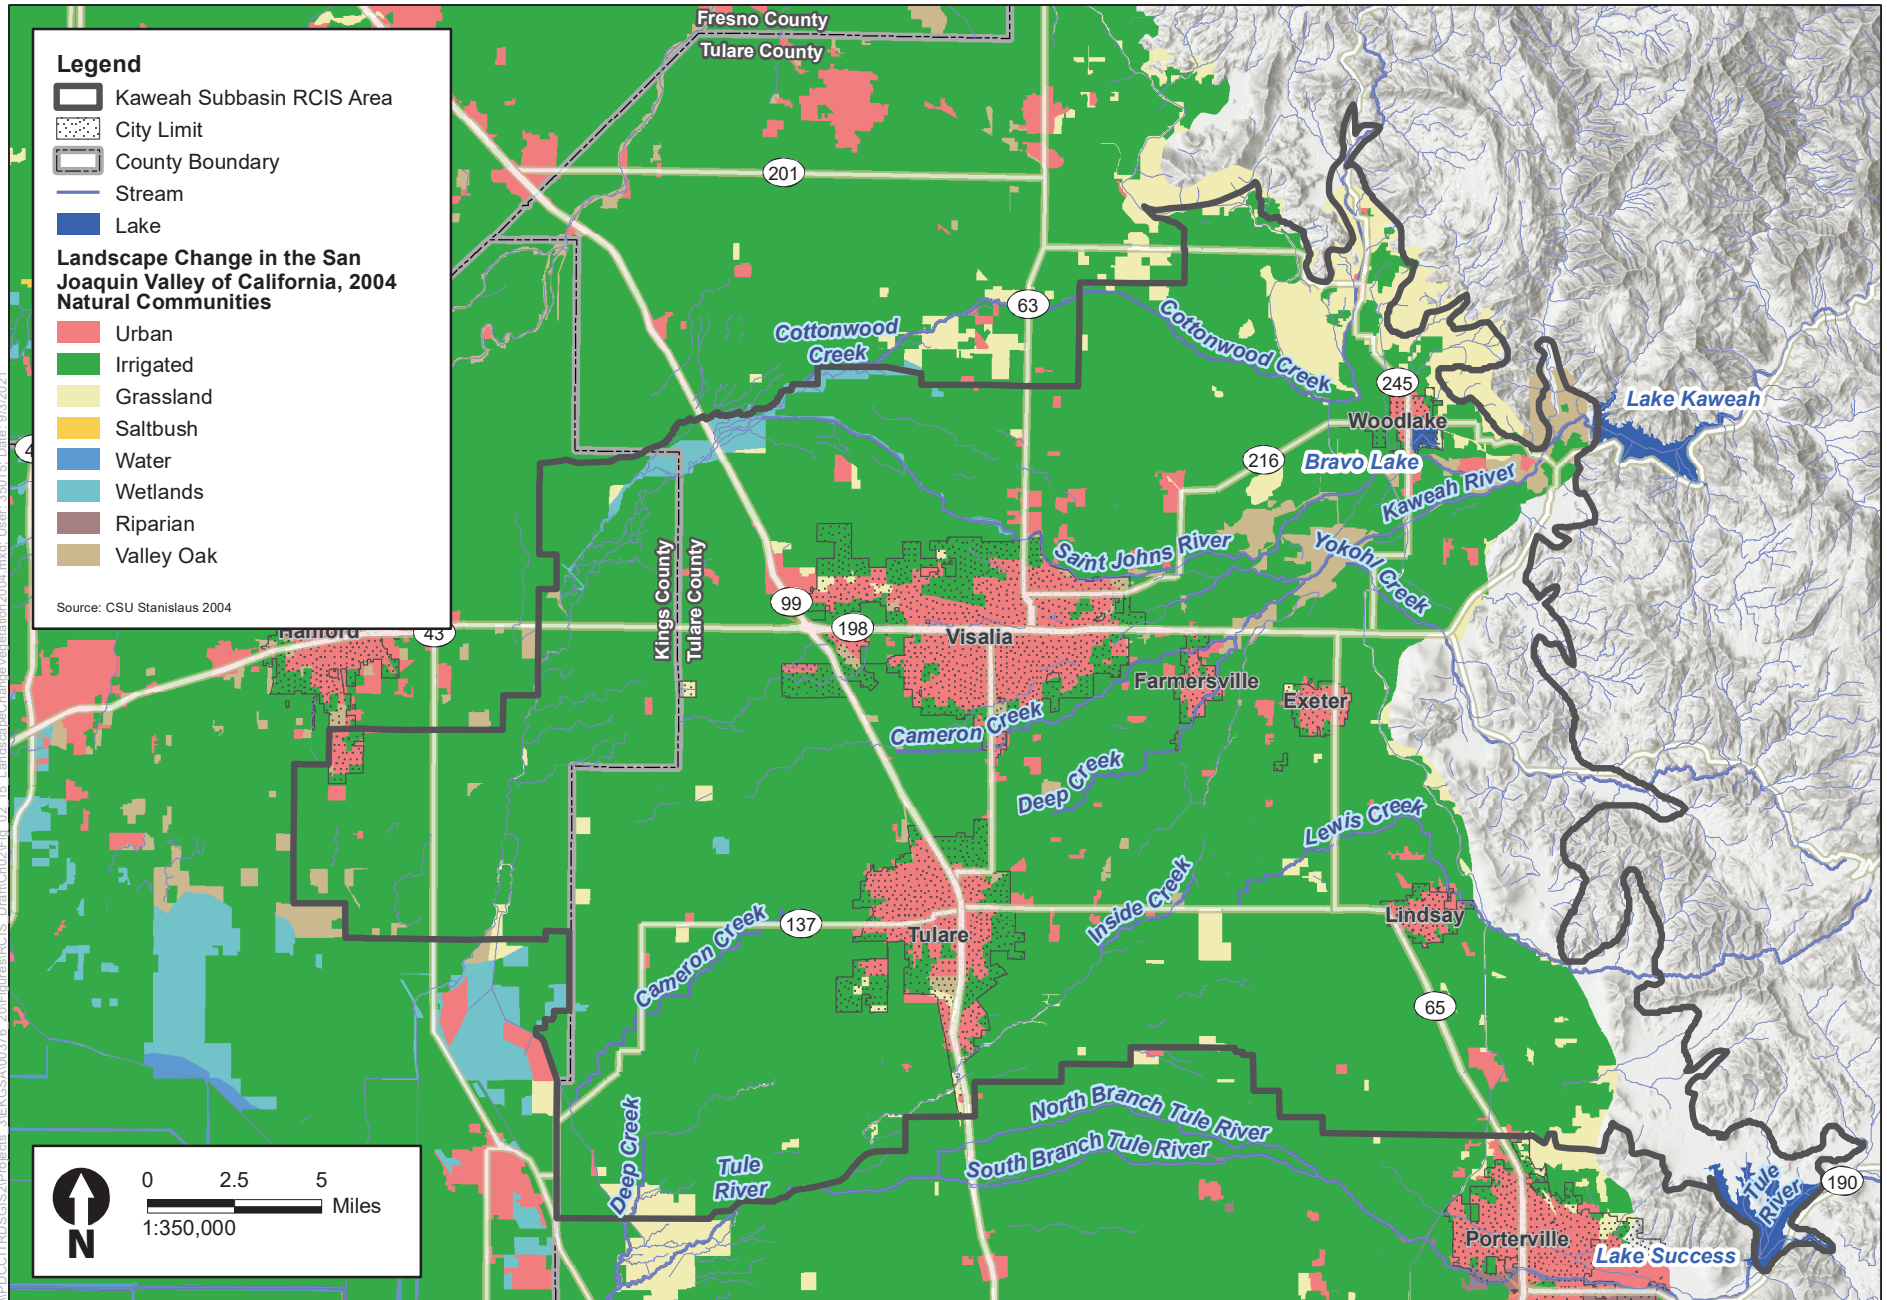 Fresno County
Tulare County
Legend
Kaweah Subbasin RCIS Area
City Limit
County Boundary
Stream
Lake
Landscape Change in the San
Joaquin Valley of California, 2004
Natural Communities
Urban
Irrigated
Grassland
Saltbush
Water
Wetlands
Riparian
Valley Oak
Source: CSU Stanislaus 2004
201
63
Cottonwood
Creek
Cottonwood Creek
245
Woodlake
Lake Kaweah
216
Bravo Lake
Kaweah River
Saint Johns River
Yokohl Creek
Kings County
Tulare County
99
198
Visalia
Hanford
43
Farmersville
Exeter
Cameron Creek
Deep Creek
Lewis Creek
Inside Creek
Lindsay
137
Tulare
Cameron Creek
65
North Branch Tule River
South Branch Tule River
Deep Creek
Tule
River
Tule
River
190
Porterville
Lake Success
0 2.5 5
Miles
1:350,000
N